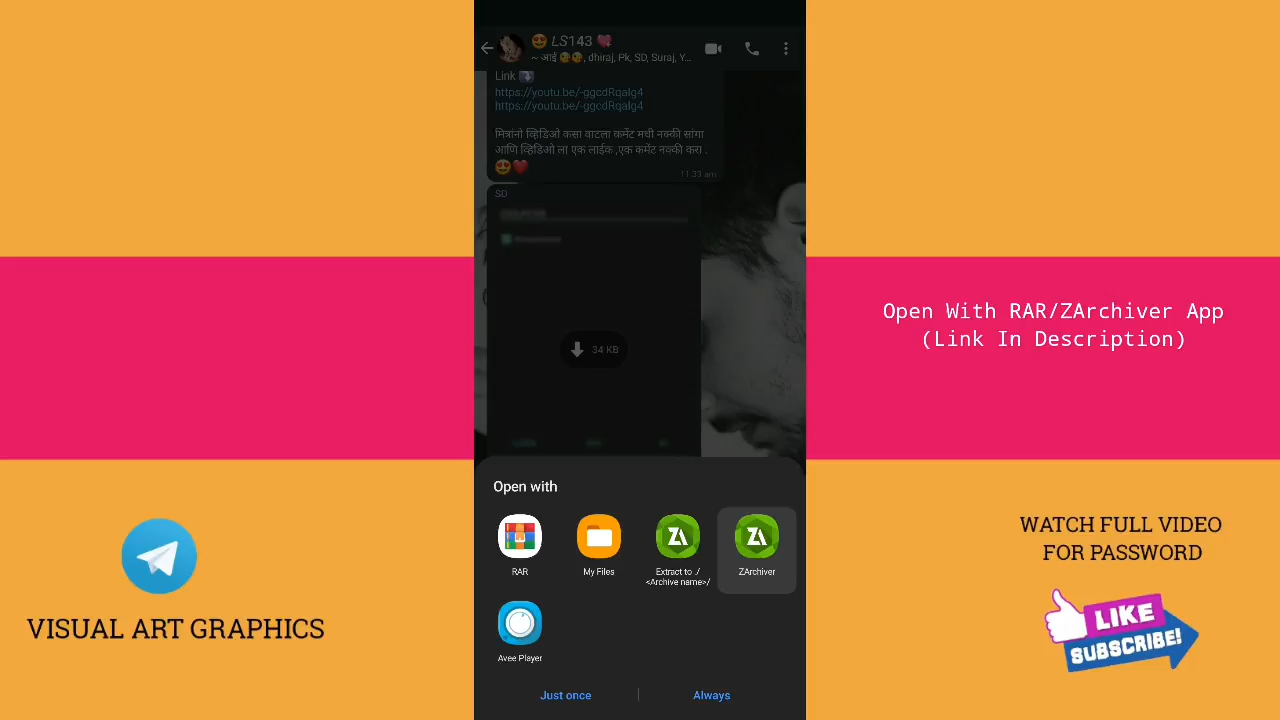 😍 LS143 💘
~ आई 😘😘, dhiraj, Pk, SD, Suraj, Y...
Link ⬇️
https://youtu.be/-ggcdRqaIg4
https://youtu.be/-ggcdRqaIg4
मित्रांनो व्हिडिओ कसा वाटला कमेंट मधी नक्की सांगा
आणि व्हिडिओ ला एक लाईक ,एक कमेंट नक्की करा .
😍❤️
11:33 am
SD
34 KB
Open with
RAR
My Files
Extract to ./
<Archive name>/
ZArchiver
Avee Player
Just once
Always
Open With RAR/ZArchiver App
(Link In Description)
VISUAL ART GRAPHICS
WATCH FULL VIDEO
FOR PASSWORD
LIKE
SUBSCRIBE!